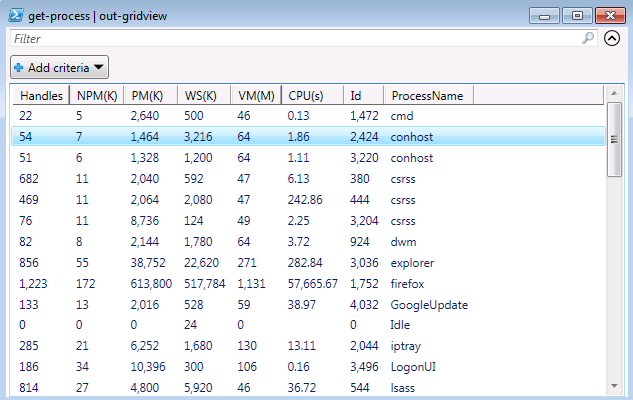 get-process | out-gridview
Filter
Add criteria
Handles NPM(K) PM(K) WS(K) VM(M) CPU(s) Id ProcessName
22 5 2,640 500 46 0.13 1,472 cmd
54 7 1,464 3,216 64 1.86 2,424 conhost
51 6 1,328 1,200 64 1.11 3,220 conhost
682 11 2,040 592 47 6.13 380 csrss
469 11 2,064 2,080 47 242.86 444 csrss
76 11 8,736 124 49 2.25 3,204 csrss
82 8 2,144 1,780 64 3.72 924 dwm
856 55 38,752 22,620 271 282.84 3,036 explorer
1,223 172 613,800 517,784 1,131 57,665.67 1,752 firefox
133 13 2,016 528 59 38.97 4,032 GoogleUpdate
0 0 0 24 0 0 Idle
285 21 6,252 1,680 130 13.11 2,044 iptray
186 34 10,396 300 106 0.16 3,496 LogonUI
814 27 4,800 5,920 46 36.72 544 lsass